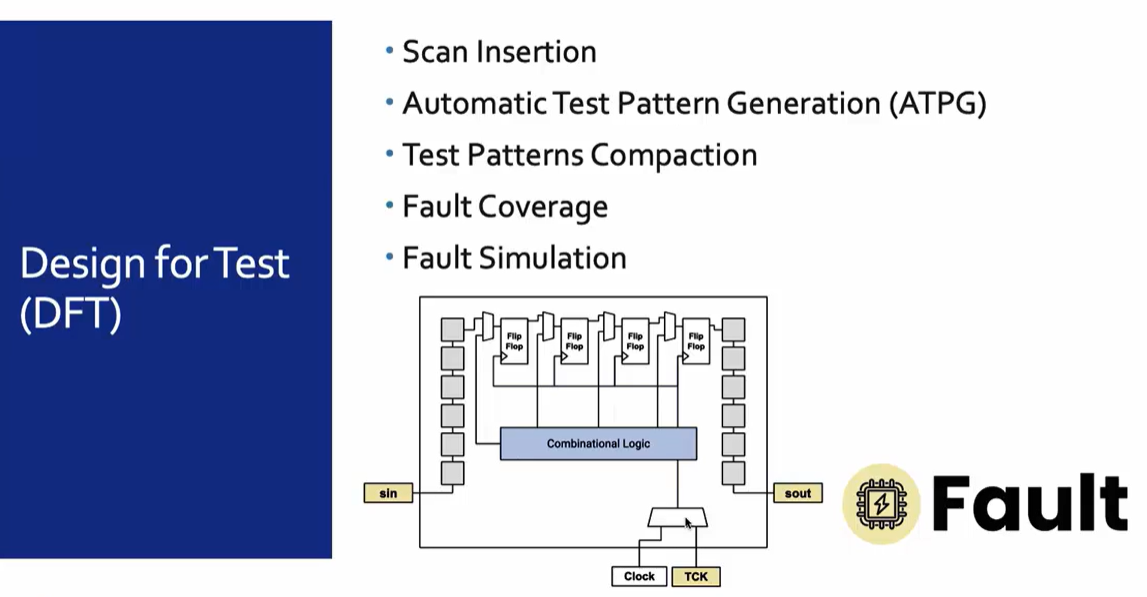 Design for Test
(DFT)
• Scan Insertion
• Automatic Test Pattern Generation (ATPG)
• Test Patterns Compaction
• Fault Coverage
• Fault Simulation
Flip
Flop
Flip
Flop
Flip
Flop
Flip
Flop
Combinational Logic
sin
sout
Clock
TCK
Fault